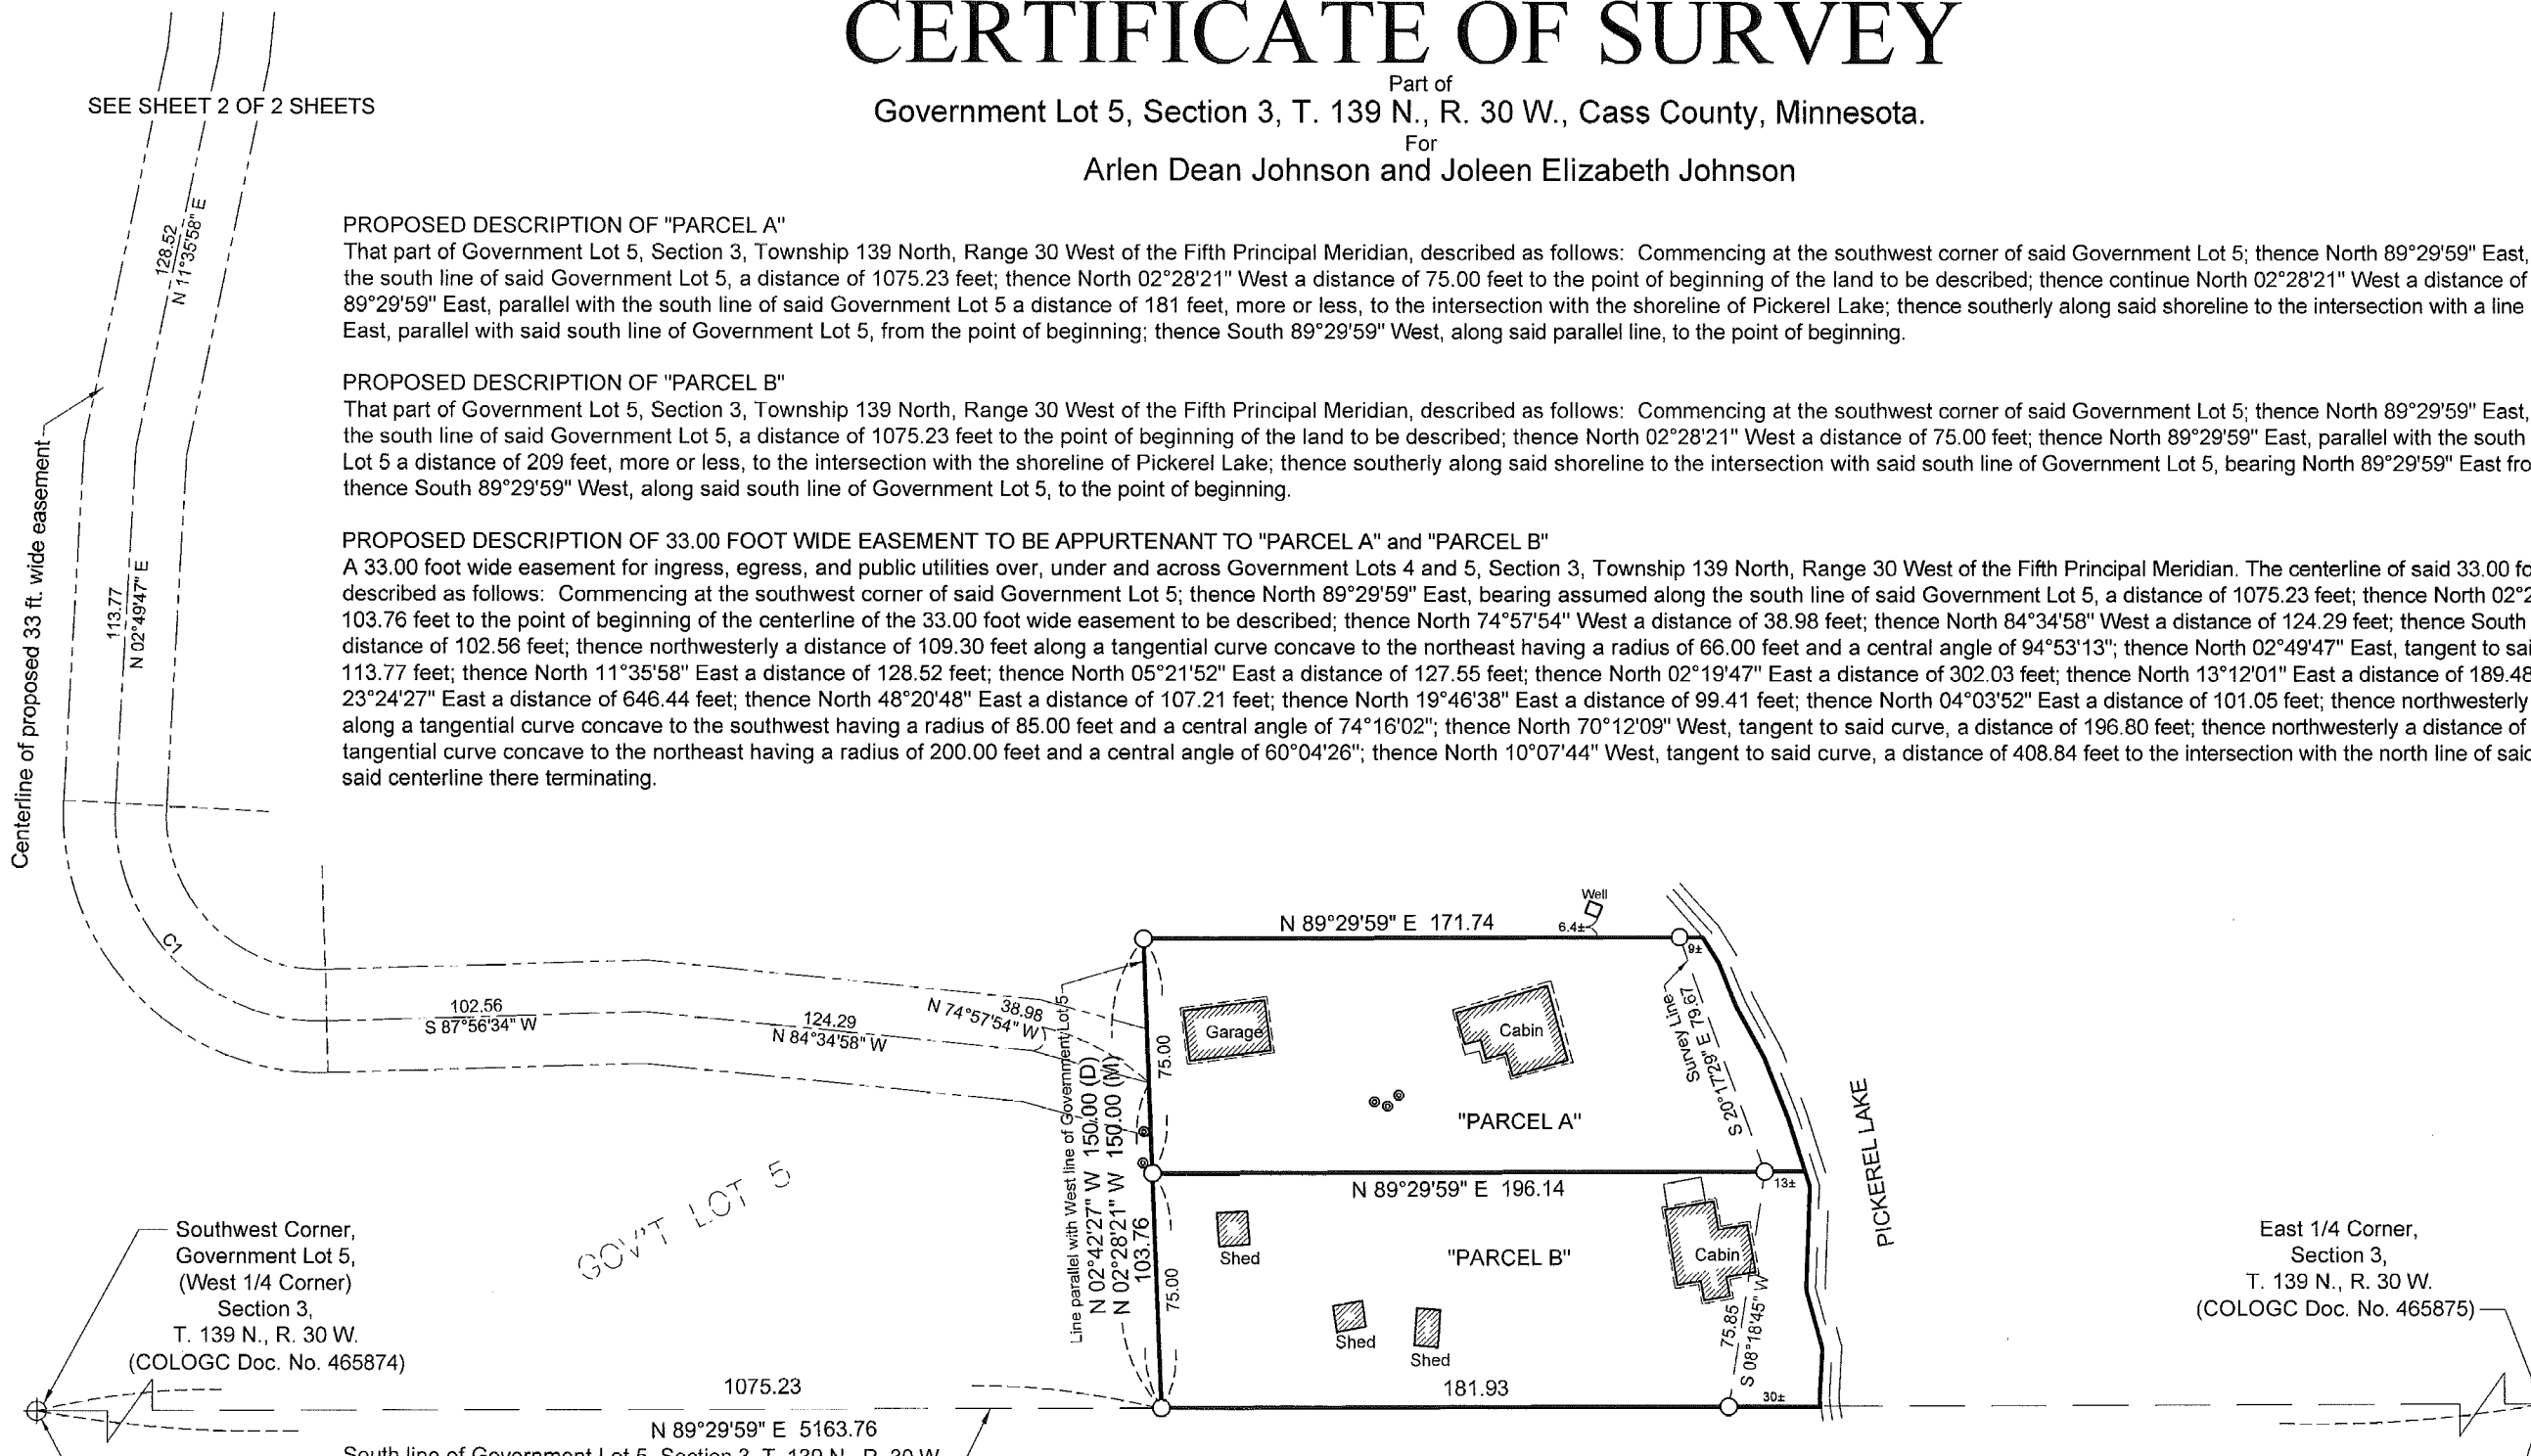 CERTIFICATE OF SURVEY
Part of
Government Lot 5, Section 3, T. 139 N., R. 30 W., Cass County, Minnesota.
For
Arlen Dean Johnson and Joleen Elizabeth Johnson
SEE SHEET 2 OF 2 SHEETS
128.52
N 11°35'58" E
PROPOSED DESCRIPTION OF "PARCEL A"
That part of Government Lot 5, Section 3, Township 139 North, Range 30 West of the Fifth Principal Meridian, described as follows: Commencing at the southwest corner of said Government Lot 5; thence North 89°29'59" East,
the south line of said Government Lot 5, a distance of 1075.23 feet; thence North 02°28'21" West a distance of 75.00 feet to the point of beginning of the land to be described; thence continue North 02°28'21" West a distance of
89°29'59" East, parallel with the south line of said Government Lot 5 a distance of 181 feet, more or less, to the intersection with the shoreline of Pickerel Lake; thence southerly along said shoreline to the intersection with a line
East, parallel with said south line of Government Lot 5, from the point of beginning; thence South 89°29'59" West, along said parallel line, to the point of beginning.
PROPOSED DESCRIPTION OF "PARCEL B"
That part of Government Lot 5, Section 3, Township 139 North, Range 30 West of the Fifth Principal Meridian, described as follows: Commencing at the southwest corner of said Government Lot 5; thence North 89°29'59" East,
the south line of said Government Lot 5, a distance of 1075.23 feet to the point of beginning of the land to be described; thence North 02°28'21" West a distance of 75.00 feet; thence North 89°29'59" East, parallel with the south
Lot 5 a distance of 209 feet, more or less, to the intersection with the shoreline of Pickerel Lake; thence southerly along said shoreline to the intersection with said south line of Government Lot 5, bearing North 89°29'59" East fro
thence South 89°29'59" West, along said south line of Government Lot 5, to the point of beginning.
PROPOSED DESCRIPTION OF 33.00 FOOT WIDE EASEMENT TO BE APPURTENANT TO "PARCEL A" and "PARCEL B"
A 33.00 foot wide easement for ingress, egress, and public utilities over, under and across Government Lots 4 and 5, Section 3, Township 139 North, Range 30 West of the Fifth Principal Meridian. The centerline of said 33.00 fo
described as follows: Commencing at the southwest corner of said Government Lot 5; thence North 89°29'59" East, bearing assumed along the south line of said Government Lot 5, a distance of 1075.23 feet; thence North 02°2
103.76 feet to the point of beginning of the centerline of the 33.00 foot wide easement to be described; thence North 74°57'54" West a distance of 38.98 feet; thence North 84°34'58" West a distance of 124.29 feet; thence South
distance of 102.56 feet; thence northwesterly a distance of 109.30 feet along a tangential curve concave to the northeast having a radius of 66.00 feet and a central angle of 94°53'13"; thence North 02°49'47" East, tangent to sai
113.77 feet; thence North 11°35'58" East a distance of 128.52 feet; thence North 05°21'52" East a distance of 127.55 feet; thence North 02°19'47" East a distance of 302.03 feet; thence North 13°12'01" East a distance of 189.48
23°24'27" East a distance of 646.44 feet; thence North 48°20'48" East a distance of 107.21 feet; thence North 19°46'38" East a distance of 99.41 feet; thence North 04°03'52" East a distance of 101.05 feet; thence northwesterly
along a tangential curve concave to the southwest having a radius of 85.00 feet and a central angle of 74°16'02"; thence North 70°12'09" West, tangent to said curve, a distance of 196.80 feet; thence northwesterly a distance of
tangential curve concave to the northeast having a radius of 200.00 feet and a central angle of 60°04'26"; thence North 10°07'44" West, tangent to said curve, a distance of 408.84 feet to the intersection with the north line of said
said centerline there terminating.
Centerline of proposed 33 ft. wide easement
113.77
N 02°49'47" E
C1
102.56
S 87°56'34" W
124.29
N 84°34'58" W
38.98
N 74°57'54" W
Line parallel with West line of Government Lot 5
N 02°42'27" W 150.00 (D)
N 02°28'21" W 150.00 (M)
103.76
75.00
75.00
N 89°29'59" E 171.74
Well
6.4±
9±
Garage
Cabin
Survey Line
S 20°17'29" E 79.67
"PARCEL A"
N 89°29'59" E 196.14
13±
Shed
"PARCEL B"
Cabin
Shed
Shed
75.85
S 08°18'45" W
181.93
30±
PICKEREL LAKE
GOV'T LOT 5
Southwest Corner,
Government Lot 5,
(West 1/4 Corner)
Section 3,
T. 139 N., R. 30 W.
(COLOGC Doc. No. 465874)
East 1/4 Corner,
Section 3,
T. 139 N., R. 30 W.
(COLOGC Doc. No. 465875)
1075.23
N 89°29'59" E 5163.76
South line of Government Lot 5, Section 3, T. 139 N., R. 30 W.